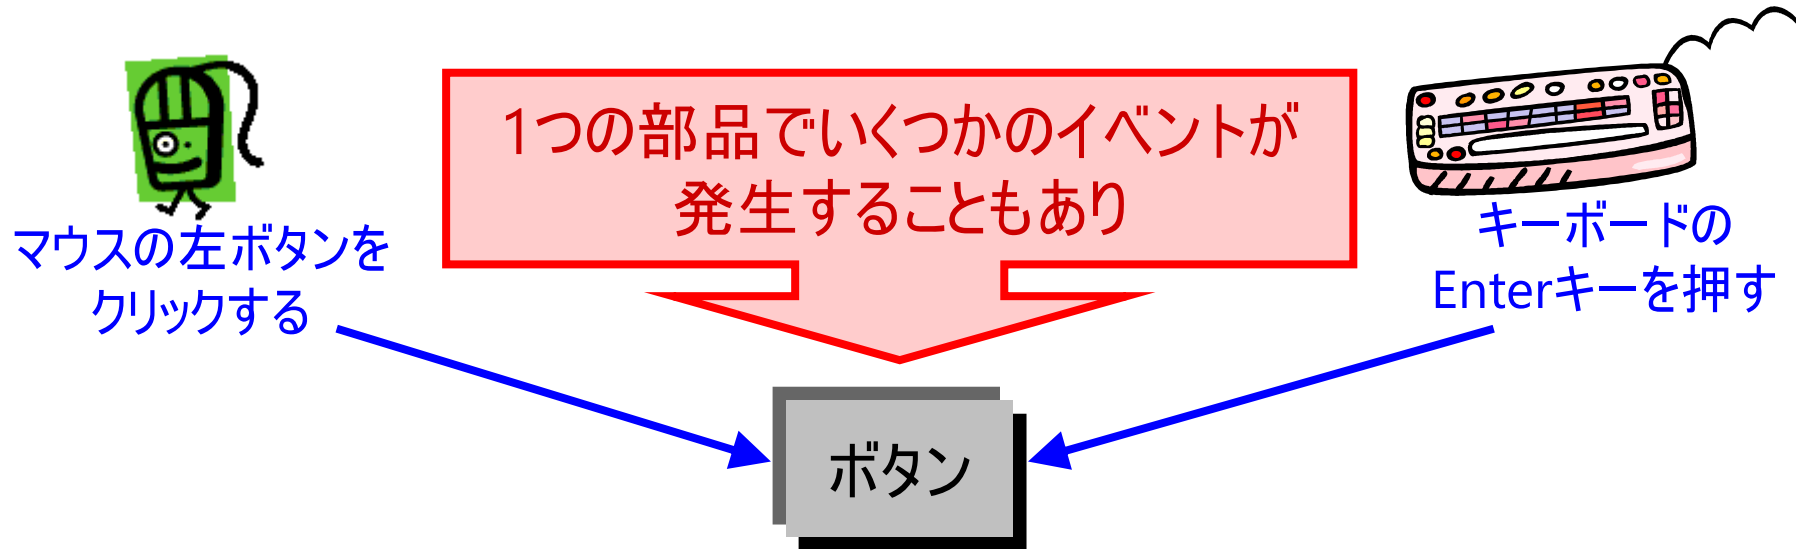 1つの部品でいくつかのイベントが
発生することもあり
マウスの左ボタンを
クリックする
キーボードの
Enterキーを押す
ボタン